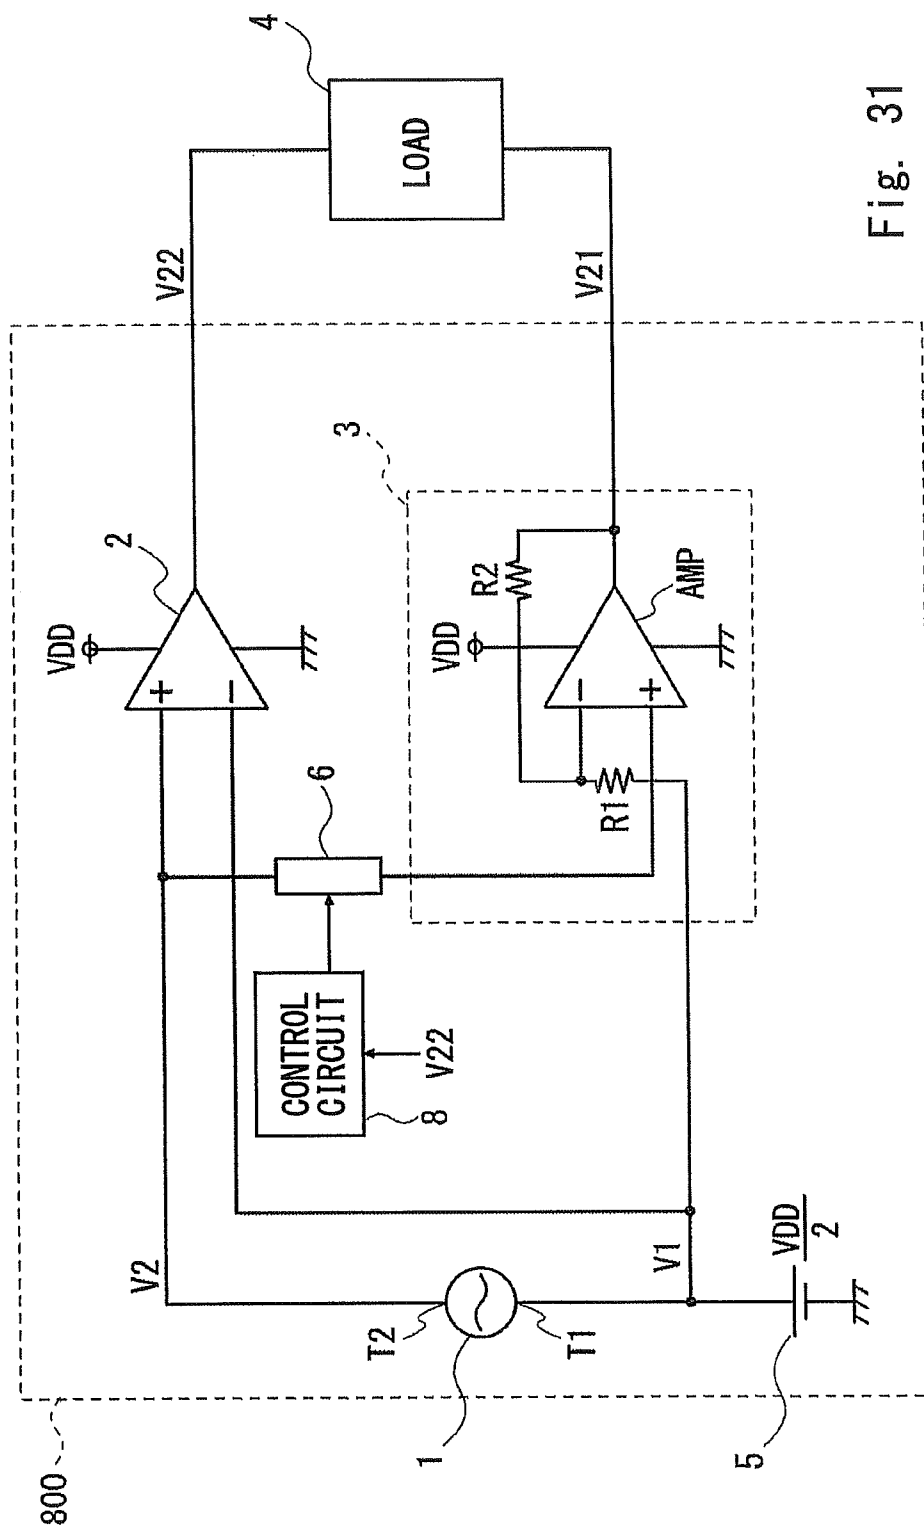 800
VDD
2
V2
V22
4
+
−
CONTROL
CIRCUIT
6
3
T2
8
V22
LOAD
1
VDD
R2
T1
R1
−
+
AMP
V21
V1
5
VDD
2
Fig. 31